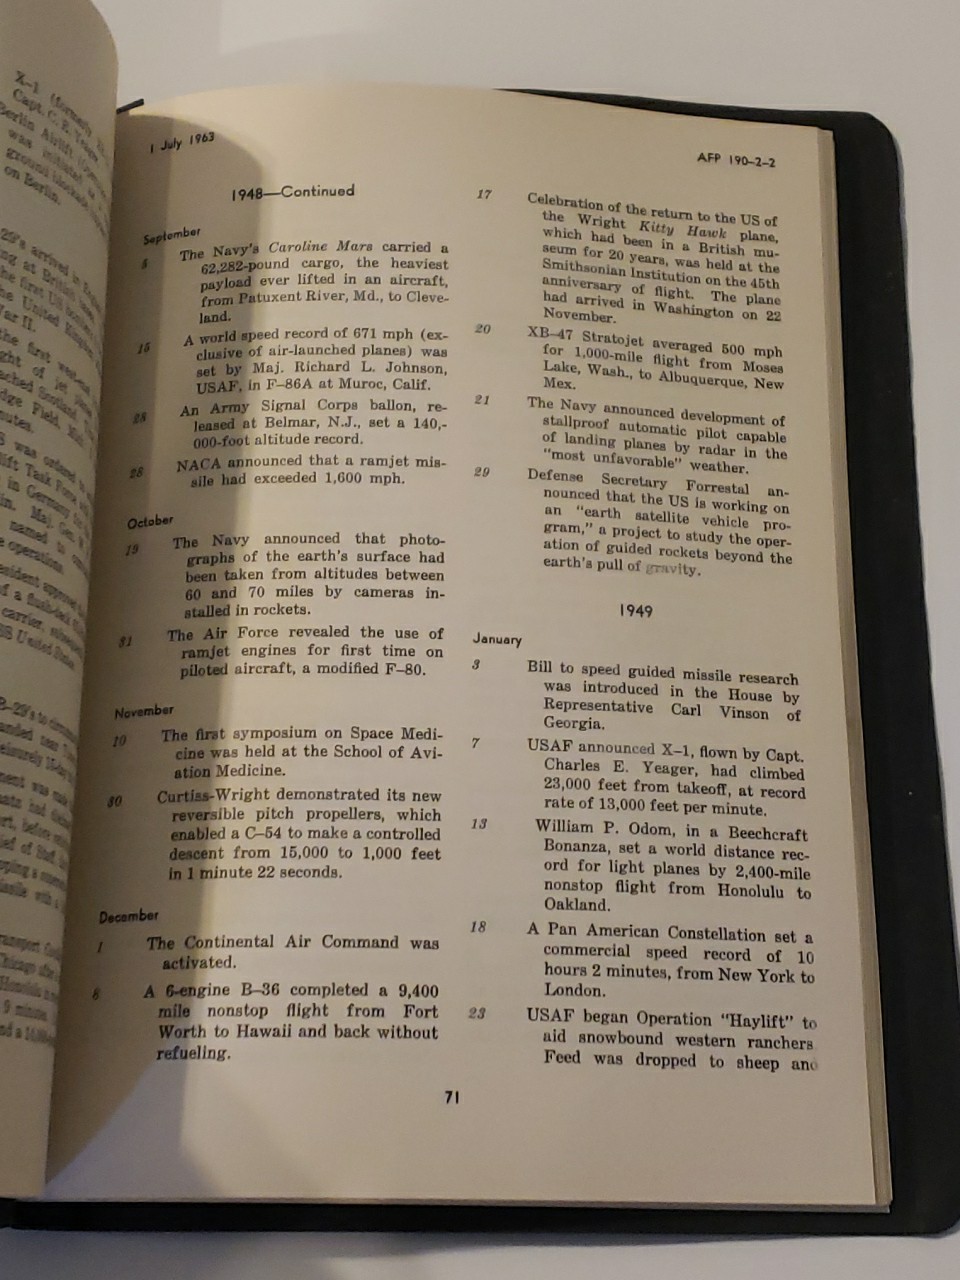 X-1 (formerly
Capt. C. E. Yeager
Berlin Airlift
was initiated
ground blockade
on Berlin.
1 July 1963
AFP 190-2-2
1948—Continued
September
5 The Navy's Caroline Mars carried a
62,282-pound cargo, the heaviest
payload ever lifted in an aircraft,
from Patuxent River, Md., to Cleve-
land.
15 A world speed record of 671 mph (ex-
clusive of air-launched planes) was
set by Maj. Richard L. Johnson,
USAF, in F-86A at Muroc, Calif.
28 An Army Signal Corps ballon, re-
leased at Belmar, N.J., set a 140,-
000-foot altitude record.
28 NACA announced that a ramjet mis-
sile had exceeded 1,600 mph.
October
19 The Navy announced that photo-
graphs of the earth's surface had
been taken from altitudes between
60 and 70 miles by cameras in-
stalled in rockets.
31 The Air Force revealed the use of
ramjet engines for first time on
piloted aircraft, a modified F-80.
November
10 The first symposium on Space Medi-
cine was held at the School of Avi-
ation Medicine.
30 Curtiss-Wright demonstrated its new
reversible pitch propellers, which
enabled a C-54 to make a controlled
descent from 15,000 to 1,000 feet
in 1 minute 22 seconds.
December
1 The Continental Air Command was
activated.
8 A 6-engine B-36 completed a 9,400
mile nonstop flight from Fort
Worth to Hawaii and back without
refueling.
17 Celebration of the return to the US of
the Wright Kitty Hawk plane,
which had been in a British mu-
seum for 20 years, was held at the
Smithsonian Institution on the 45th
anniversary of flight. The plane
had arrived in Washington on 22
November.
20 XB-47 Stratojet averaged 500 mph
for 1,000-mile flight from Moses
Lake, Wash., to Albuquerque, New
Mex.
21 The Navy announced development of
stallproof automatic pilot capable
of landing planes by radar in the
"most unfavorable" weather.
29 Defense Secretary Forrestal an-
nounced that the US is working on
an "earth satellite vehicle pro-
gram," a project to study the oper-
ation of guided rockets beyond the
earth's pull of gravity.
1949
January
3 Bill to speed guided missile research
was introduced in the House by
Representative Carl Vinson of
Georgia.
7 USAF announced X-1, flown by Capt.
Charles E. Yeager, had climbed
23,000 feet from takeoff, at record
rate of 13,000 feet per minute.
13 William P. Odom, in a Beechcraft
Bonanza, set a world distance rec-
ord for light planes by 2,400-mile
nonstop flight from Honolulu to
Oakland.
18 A Pan American Constellation set a
commercial speed record of 10
hours 2 minutes, from New York to
London.
23 USAF began Operation "Haylift" to
aid snowbound western ranchers
Feed was dropped to sheep and
71